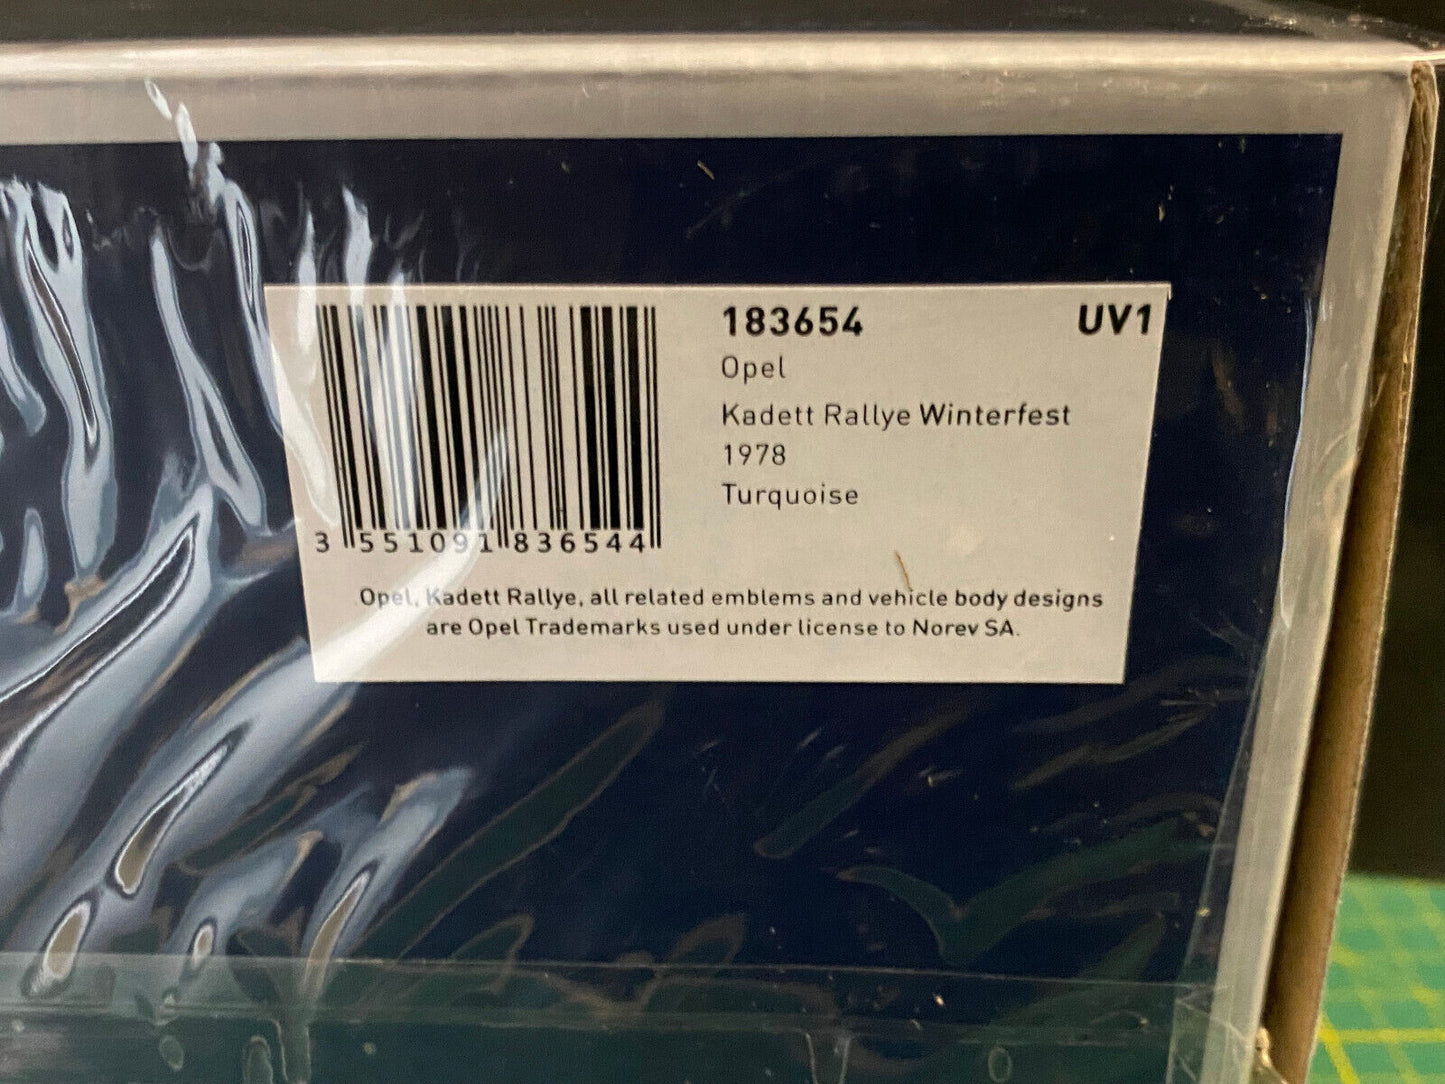 183654 UV1
Opel
Kadett Rallye Winterfest
1978
Turquoise
3 551091 836544
Opel, Kadett Rallye, all related emblems and vehicle body designs
are Opel Trademarks used under license to Norev SA.